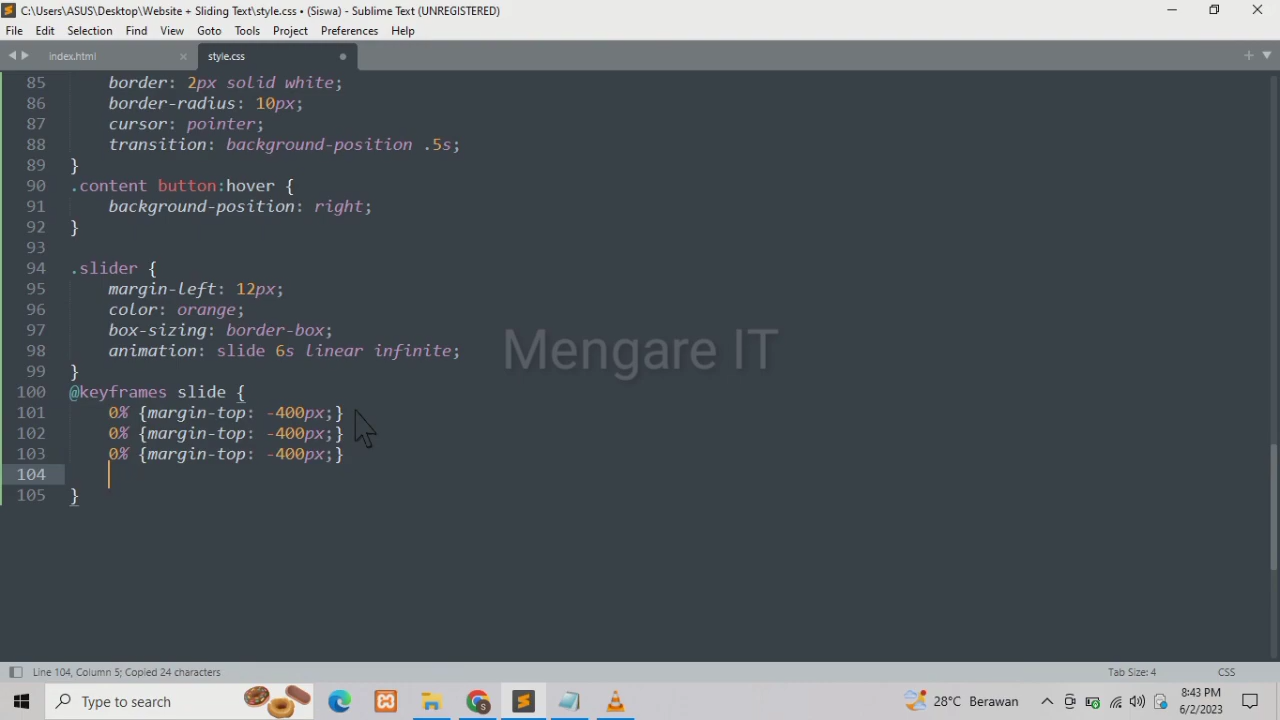 C:\Users\ASUS\Desktop\Website + Sliding Text\style.css • (Siswa) - Sublime Text (UNREGISTERED)
File Edit Selection Find View Goto Tools Project Preferences Help
index.html style.css
85 border: 2px solid white;
86 border-radius: 10px;
87 cursor: pointer;
88 transition: background-position .5s;
89 }
90 .content button:hover {
91 background-position: right;
92 }
93
94 .slider {
95 margin-left: 12px;
96 color: orange;
97 box-sizing: border-box;
98 animation: slide 6s linear infinite;
99 }
100 @keyframes slide {
101 0% {margin-top: -400px;}
102 0% {margin-top: -400px;}
103 0% {margin-top: -400px;}
104
105 }
Mengare IT
Line 104, Column 5; Copied 24 characters Tab Size: 4 CSS
Type to search 28°C Berawan 8:43 PM
6/2/2023